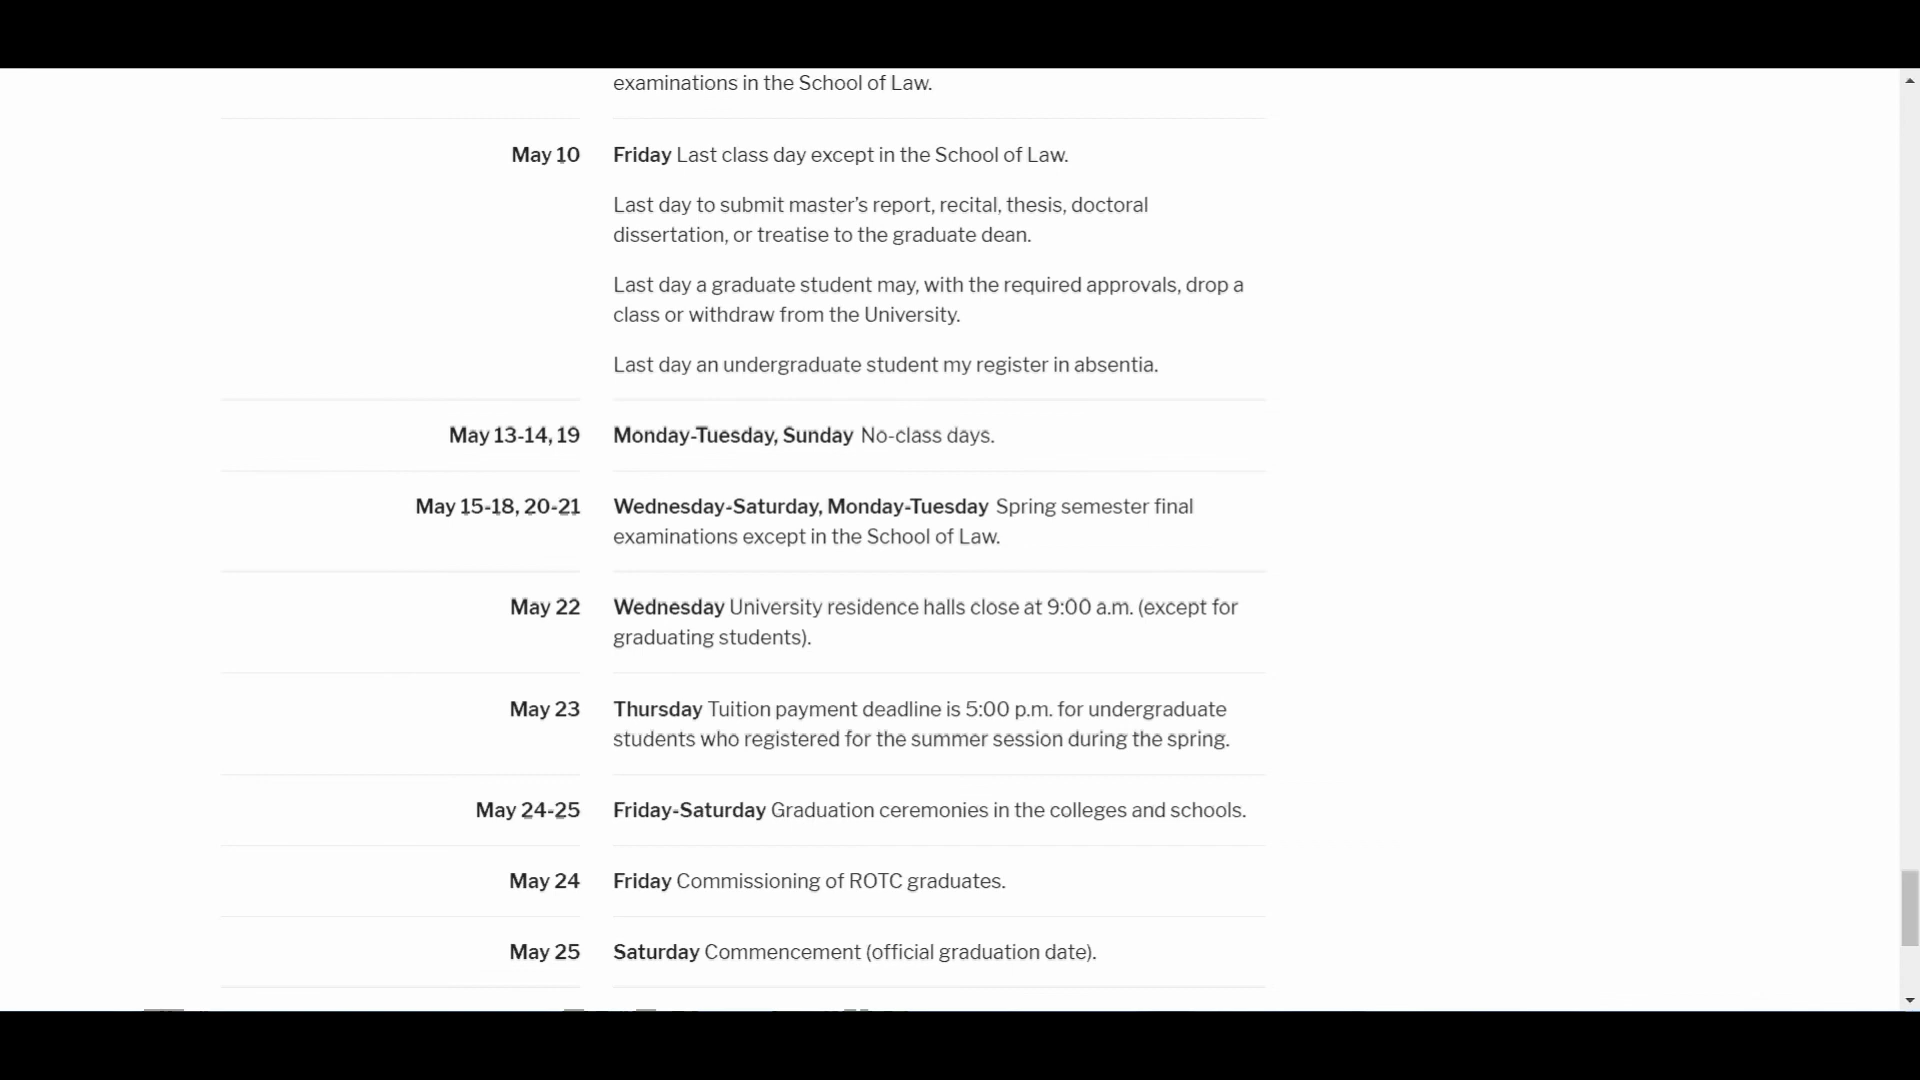 examinations in the School of Law.
May 10 Friday Last class day except in the School of Law.
Last day to submit master’s report, recital, thesis, doctoral
dissertation, or treatise to the graduate dean.
Last day a graduate student may, with the required approvals, drop a
class or withdraw from the University.
Last day an undergraduate student my register in absentia.
May 13-14, 19 Monday-Tuesday, Sunday No-class days.
May 15-18, 20-21 Wednesday-Saturday, Monday-Tuesday Spring semester final
examinations except in the School of Law.
May 22 Wednesday University residence halls close at 9:00 a.m. (except for
graduating students).
May 23 Thursday Tuition payment deadline is 5:00 p.m. for undergraduate
students who registered for the summer session during the spring.
May 24-25 Friday-Saturday Graduation ceremonies in the colleges and schools.
May 24 Friday Commissioning of ROTC graduates.
May 25 Saturday Commencement (official graduation date).